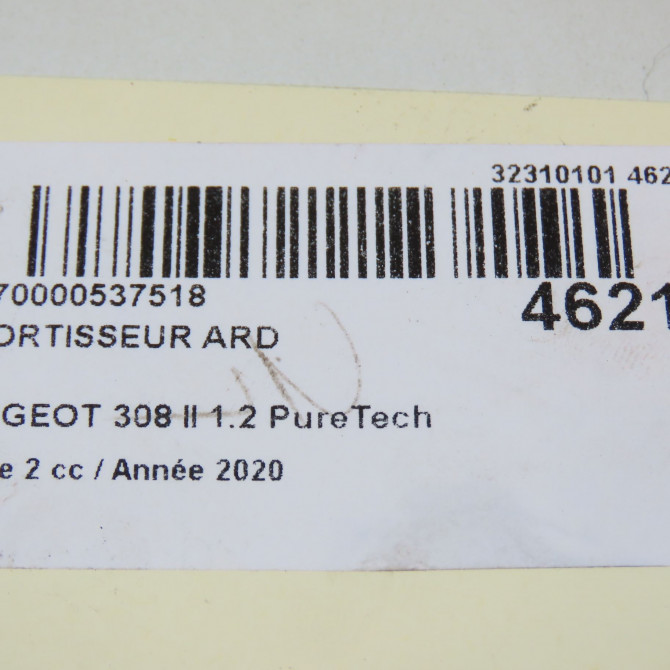 32310101 462
70000537518
4621
ORTISSEUR ARD
GEOT 308 II 1.2 PureTech
e 2 cc / Année 2020